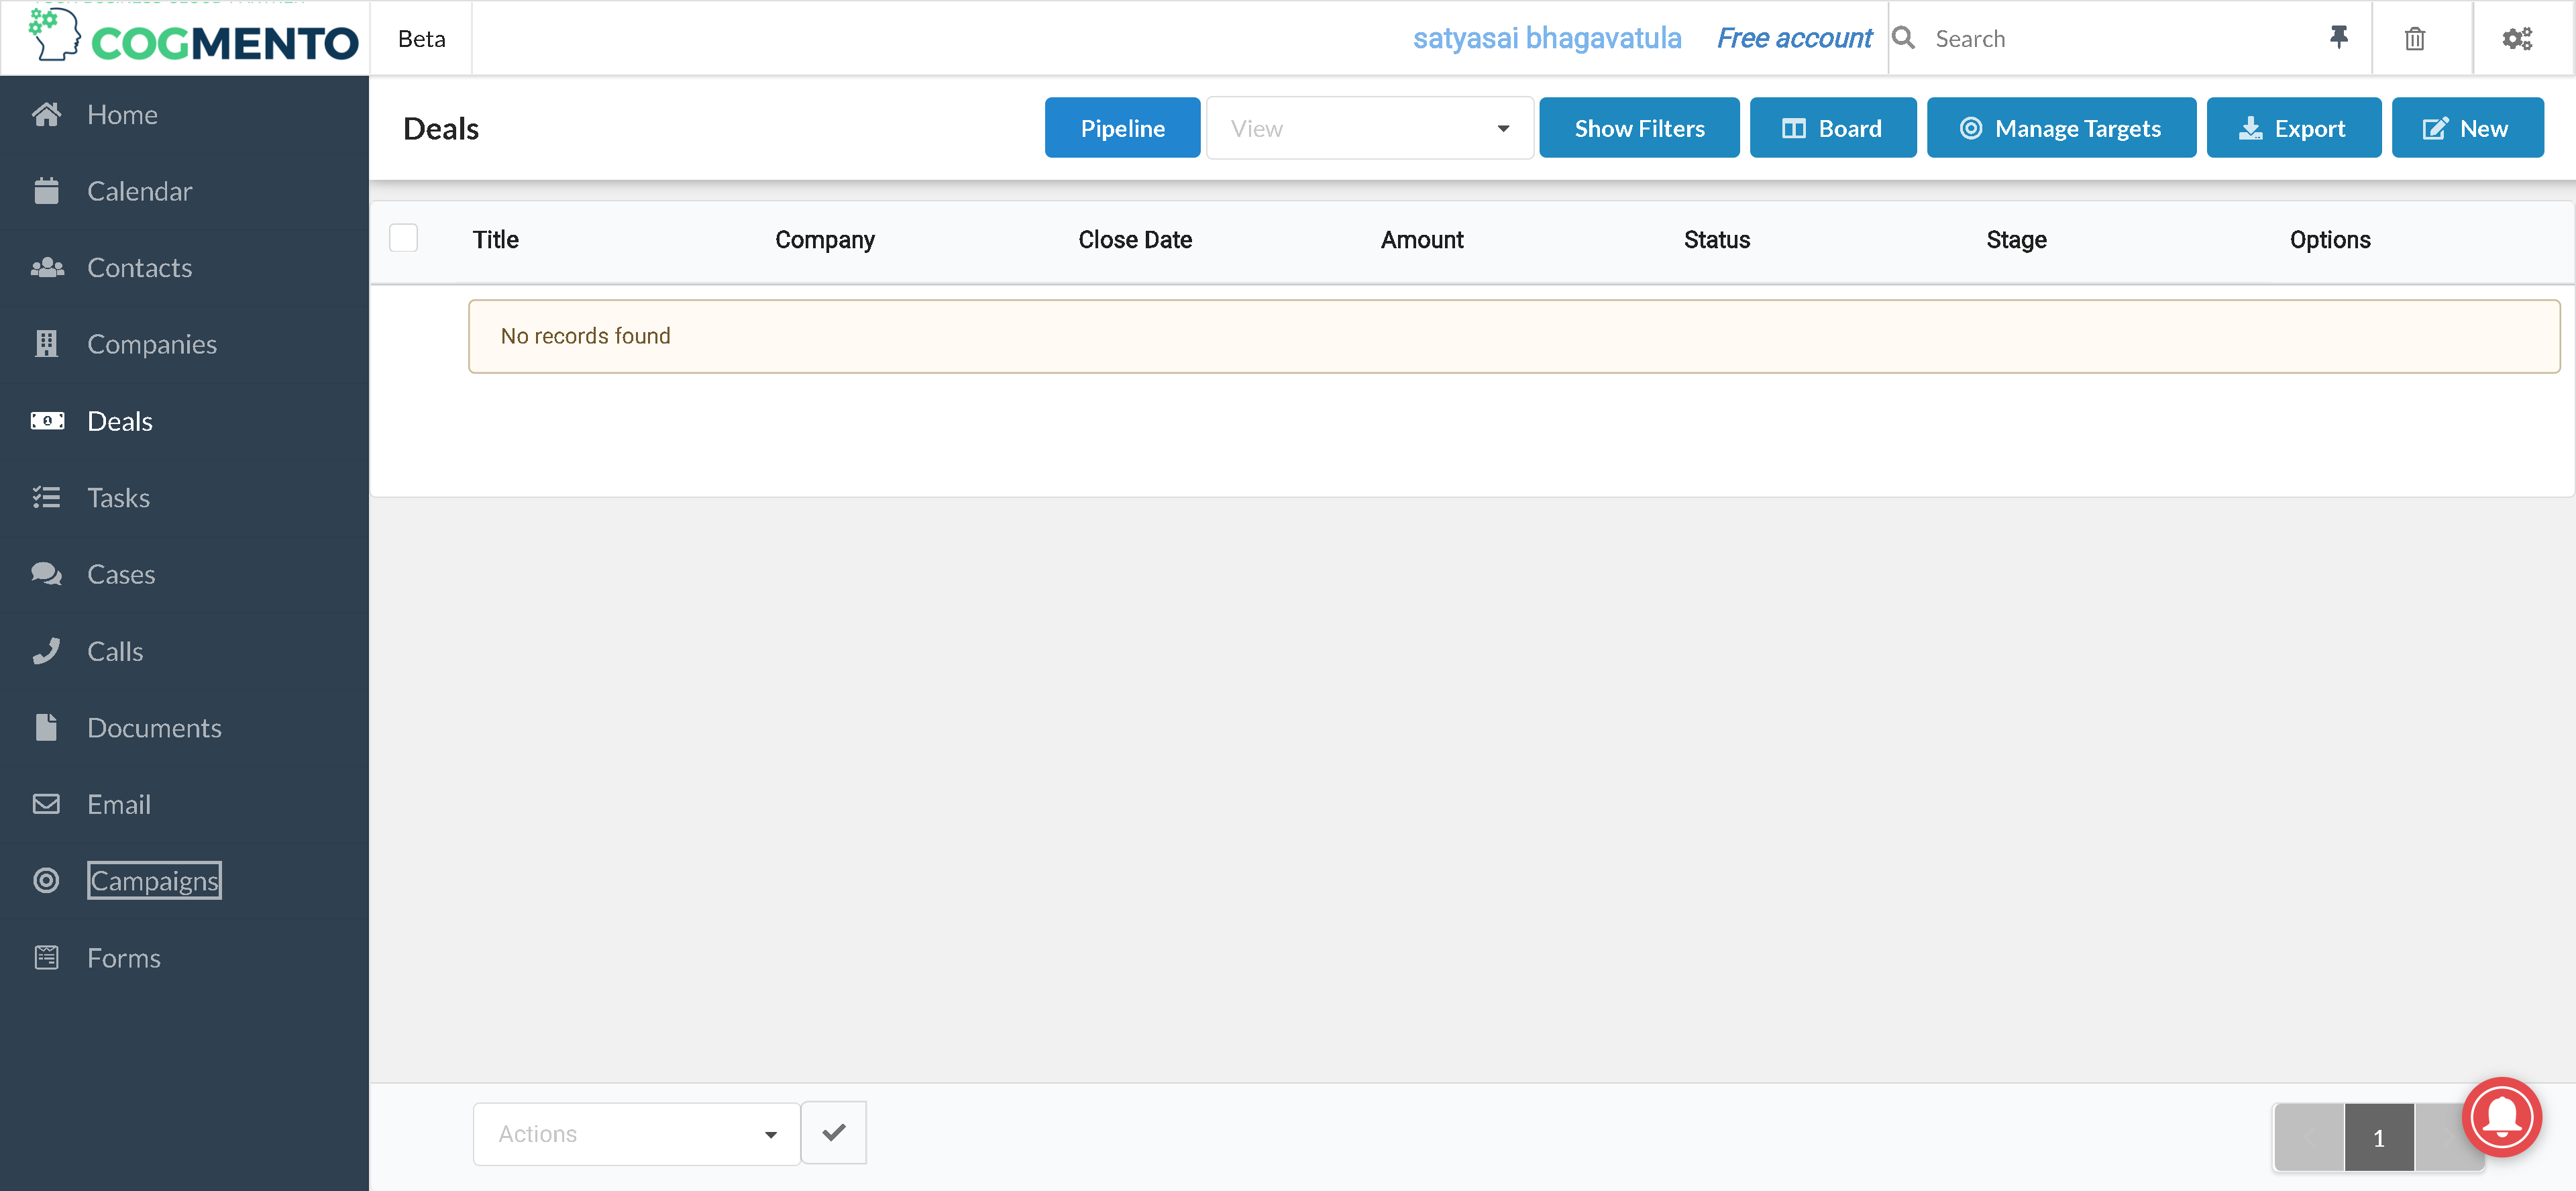 COGMENTO
Beta
satyasai bhagavatula
Free account
Search
Home
Calendar
Contacts
Companies
Deals
Tasks
Cases
Calls
Documents
Email
Campaigns
Forms
Deals
Pipeline
View
Show Filters
Board
Manage Targets
Export
New
Title Company Close Date Amount Status Stage Options
No records found
Actions
1